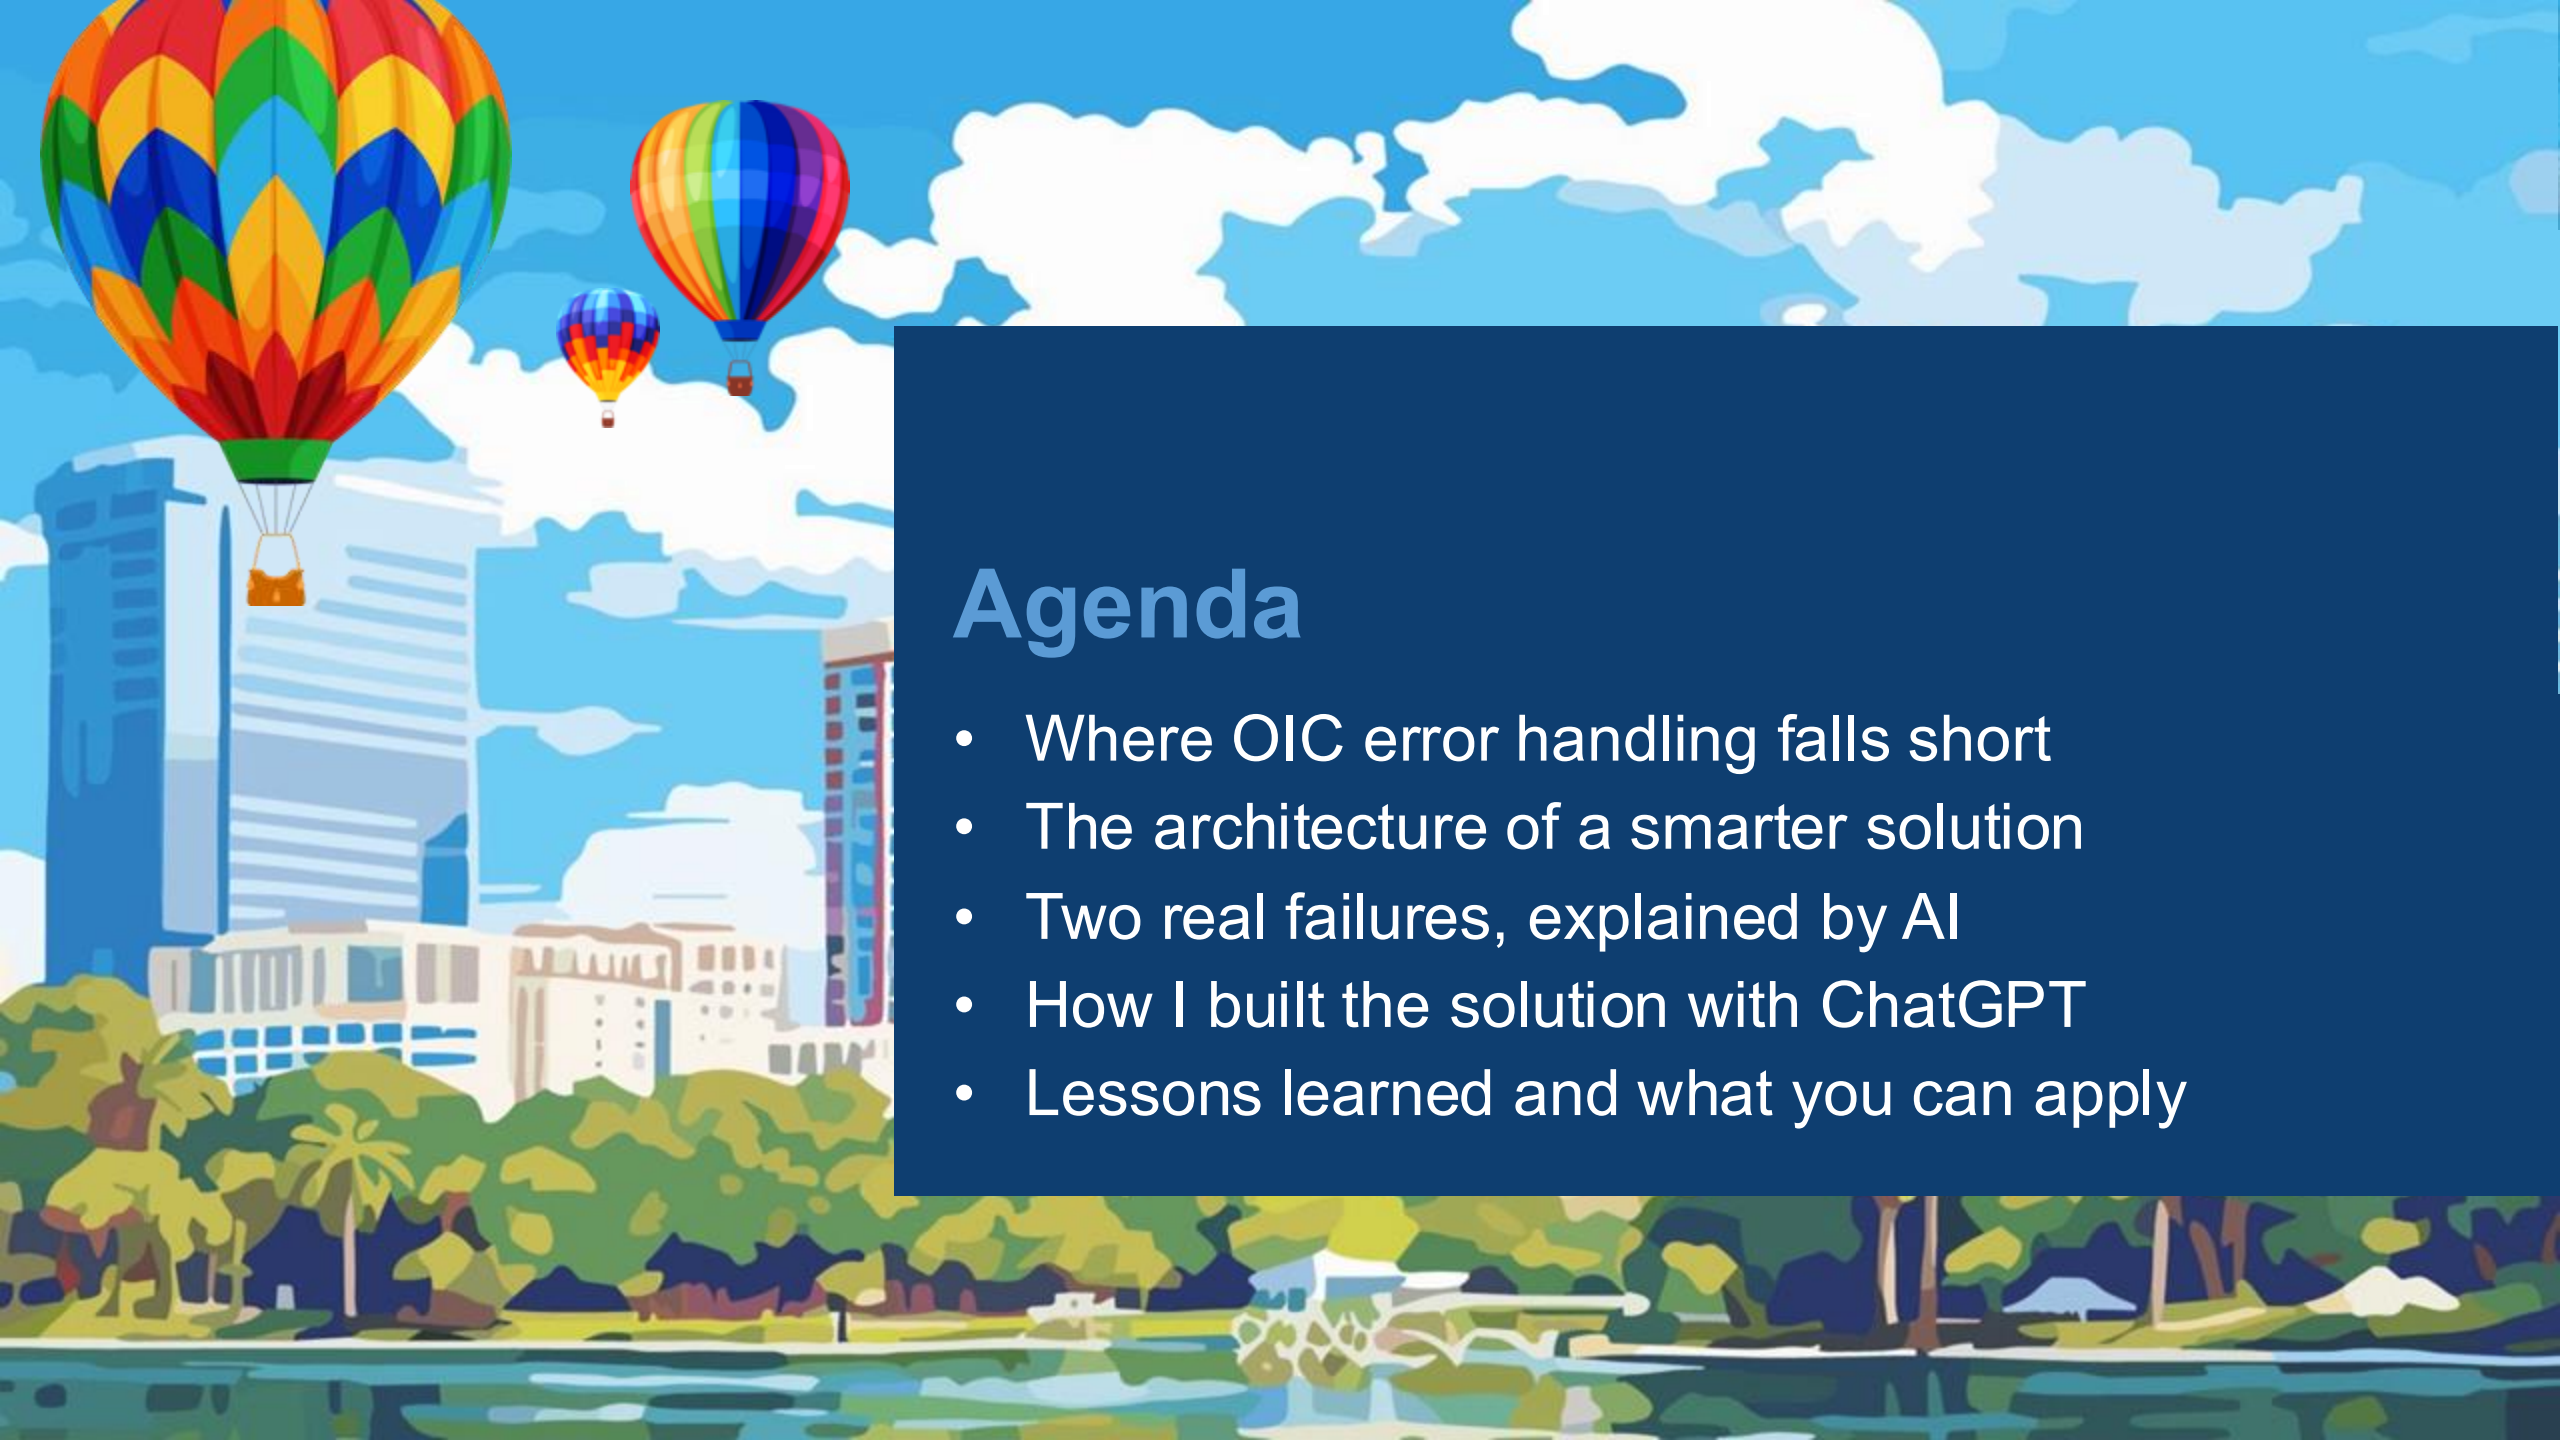 Agenda
• Where OIC error handling falls short
• The architecture of a smarter solution
• Two real failures, explained by AI
• How I built the solution with ChatGPT
• Lessons learned and what you can apply